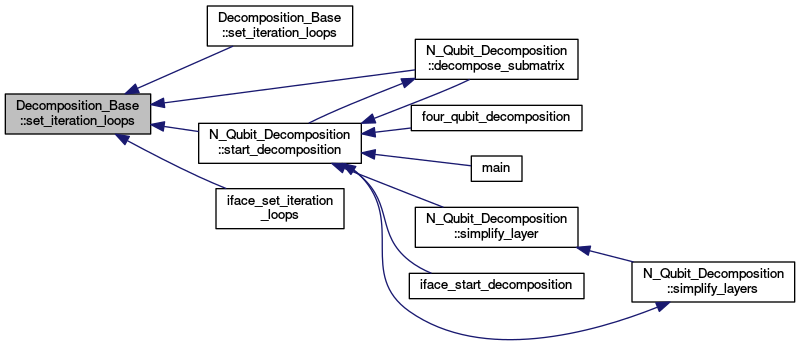 Decomposition_Base
::set_iteration_loops
Decomposition_Base
::set_iteration_loops
N_Qubit_Decomposition
::decompose_submatrix
N_Qubit_Decomposition
::start_decomposition
iface_set_iteration
_loops
four_qubit_decomposition
main
N_Qubit_Decomposition
::simplify_layer
iface_start_decomposition
N_Qubit_Decomposition
::simplify_layers